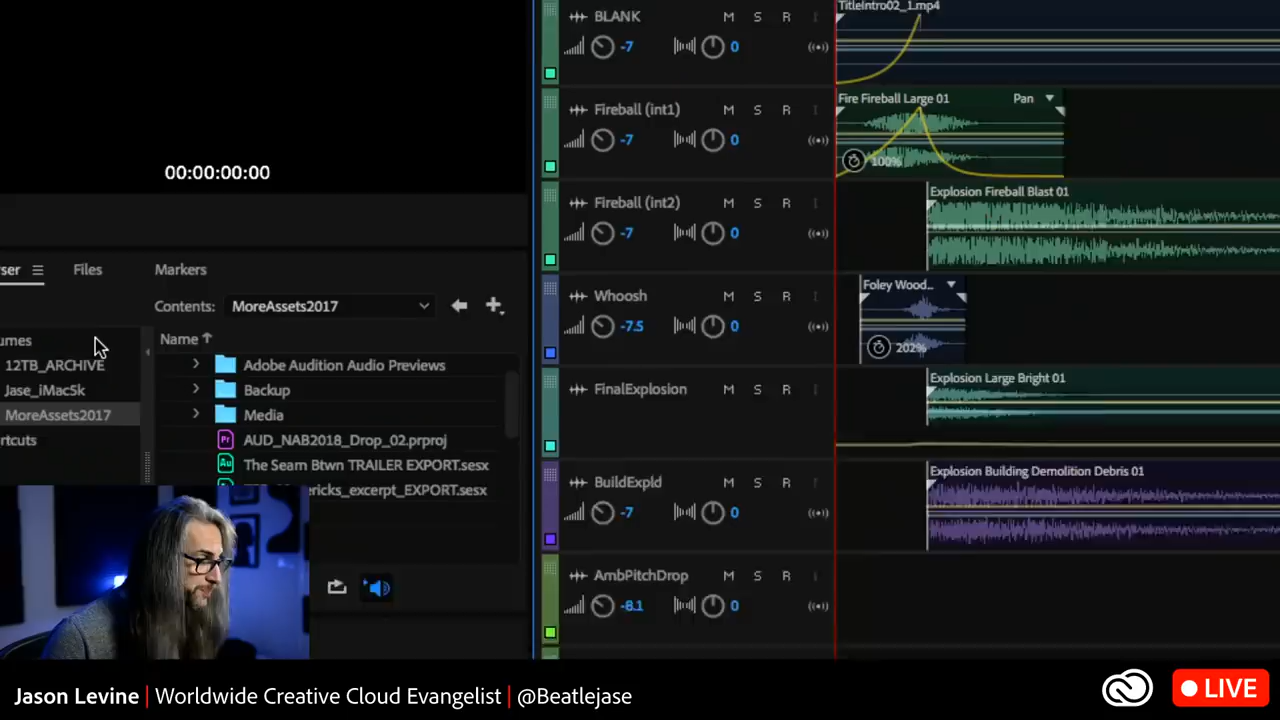 BLANK M S R I
-7 0
TitleIntro02_1.mp4
Fireball (int1) M S R I
-7 0
Fire Fireball Large 01 Pan
100%
00:00:00:00
Fireball (int2) M S R I
-7 0
Explosion Fireball Blast 01
ser Files Markers
Whoosh M S R I
-7.5 0
Foley Wood...
202%
Contents: MoreAssets2017
umes
12TB_ARCHIVE
Jase_iMac5k
MoreAssets2017
rtcuts
Name
Adobe Audition Audio Previews
Backup
Media
Pr AUD_NAB2018_Drop_02.prproj
Au The Seam Btwn TRAILER EXPORT.sesx
ericks_excerpt_EXPORT.sesx
FinalExplosion M S R I
Explosion Large Bright 01
BuildExpld M S R I
-7 0
Explosion Building Demolition Debris 01
AmbPitchDrop M S R I
-6.1 0
Jason Levine | Worldwide Creative Cloud Evangelist | @Beatlejase
LIVE